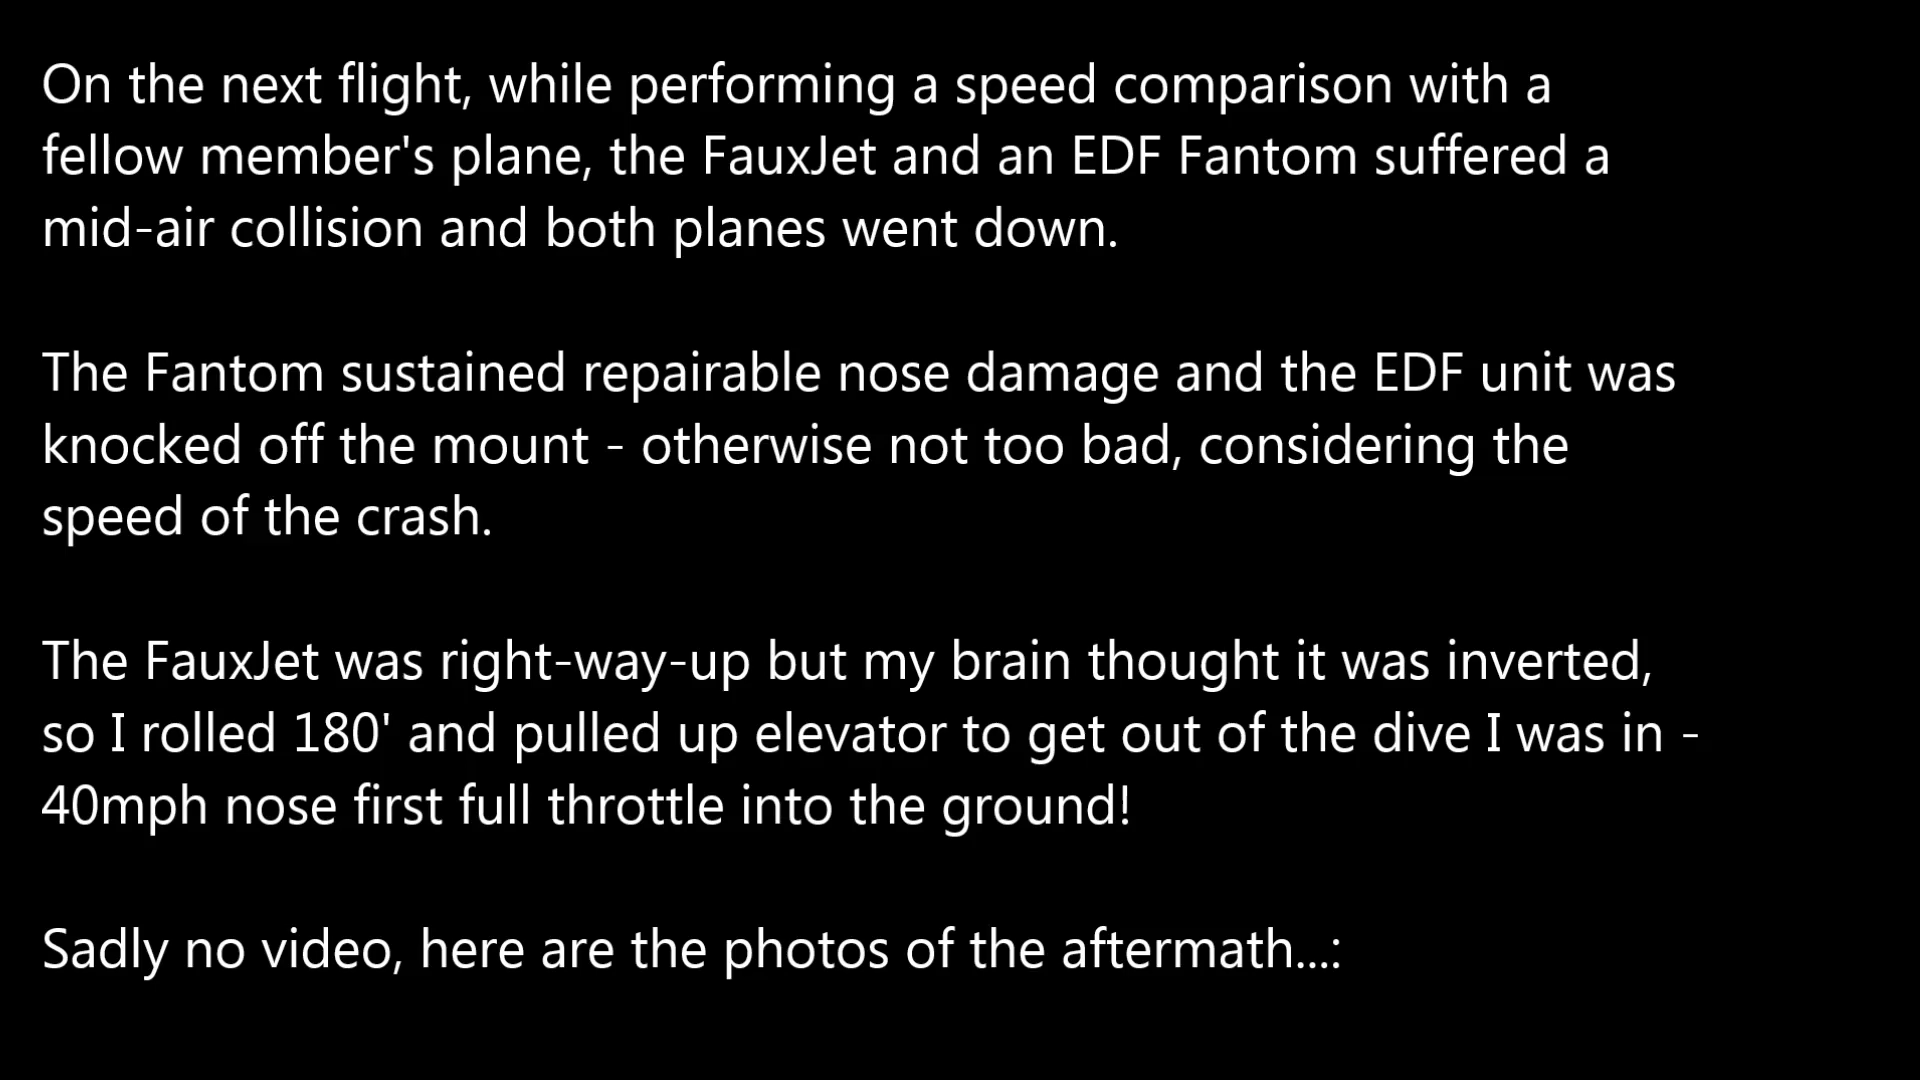 On the next flight, while performing a speed comparison with a
fellow member's plane, the FauxJet and an EDF Fantom suffered a
mid-air collision and both planes went down.
The Fantom sustained repairable nose damage and the EDF unit was
knocked off the mount - otherwise not too bad, considering the
speed of the crash.
The FauxJet was right-way-up but my brain thought it was inverted,
so I rolled 180' and pulled up elevator to get out of the dive I was in -
40mph nose first full throttle into the ground!
Sadly no video, here are the photos of the aftermath...: